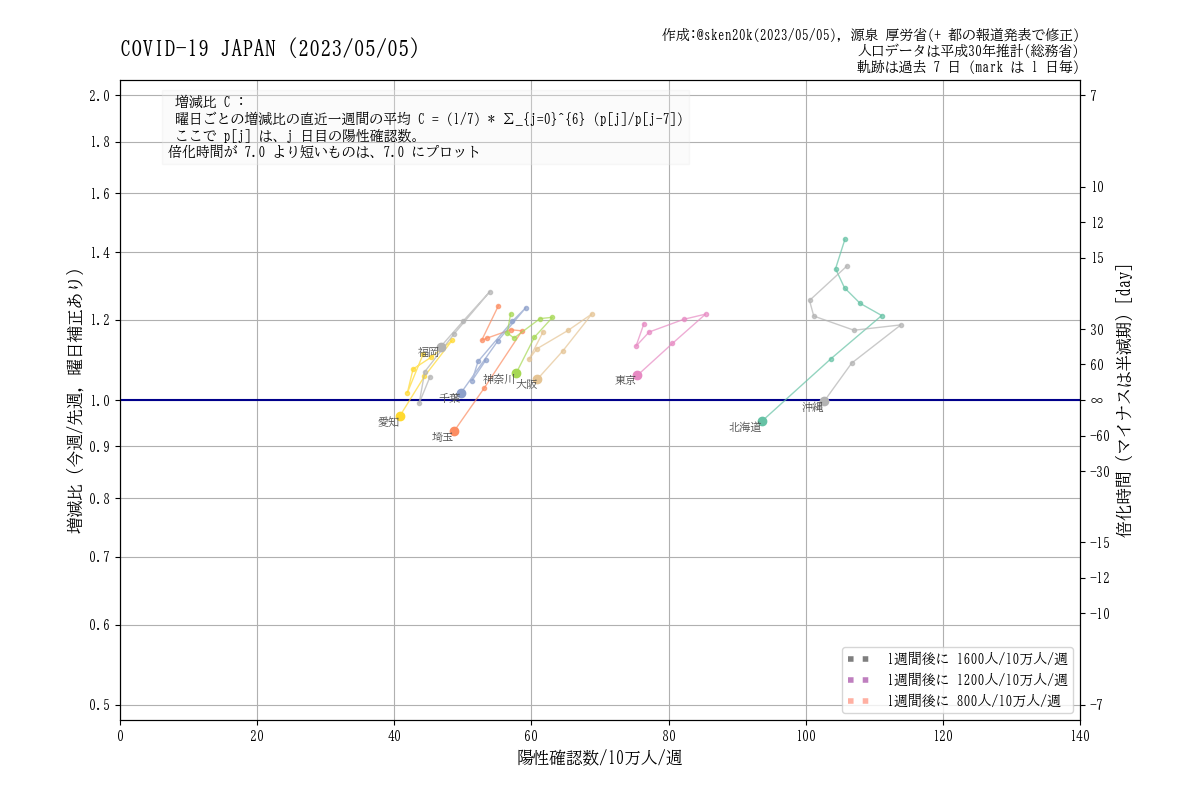 COVID-19 JAPAN (2023/05/05)
作成:@sken20k(2023/05/05), 源泉 厚労省(+ 都の報道発表で修正)
人口データは平成30年推計(総務省)
軌跡は過去 7 日 (mark は 1 日毎)
増減比 C :
曜日ごとの増減比の直近一週間の平均 C = (1/7) * Σ_{j=0}^{6} (p[j]/p[j-7])
ここで p[j] は、j 日目の陽性確認数。
倍化時間が 7.0 より短いものは、7.0 にプロット
増減比 (今週/先週, 曜日補正あり)
2.0
1.8
1.6
1.4
1.2
1.0
0.9
0.8
0.7
0.6
0.5
福岡
愛知
千葉
埼玉
神奈川
大阪
東京
北海道
沖縄
7
10
12
15
30
60
∞
-60
-30
-15
-12
-10
-7
倍化時間 (マイナスは半減期) [day]
1週間後に 1600人/10万人/週
1週間後に 1200人/10万人/週
1週間後に 800人/10万人/週
0 20 40 60 80 100 120 140
陽性確認数/10万人/週